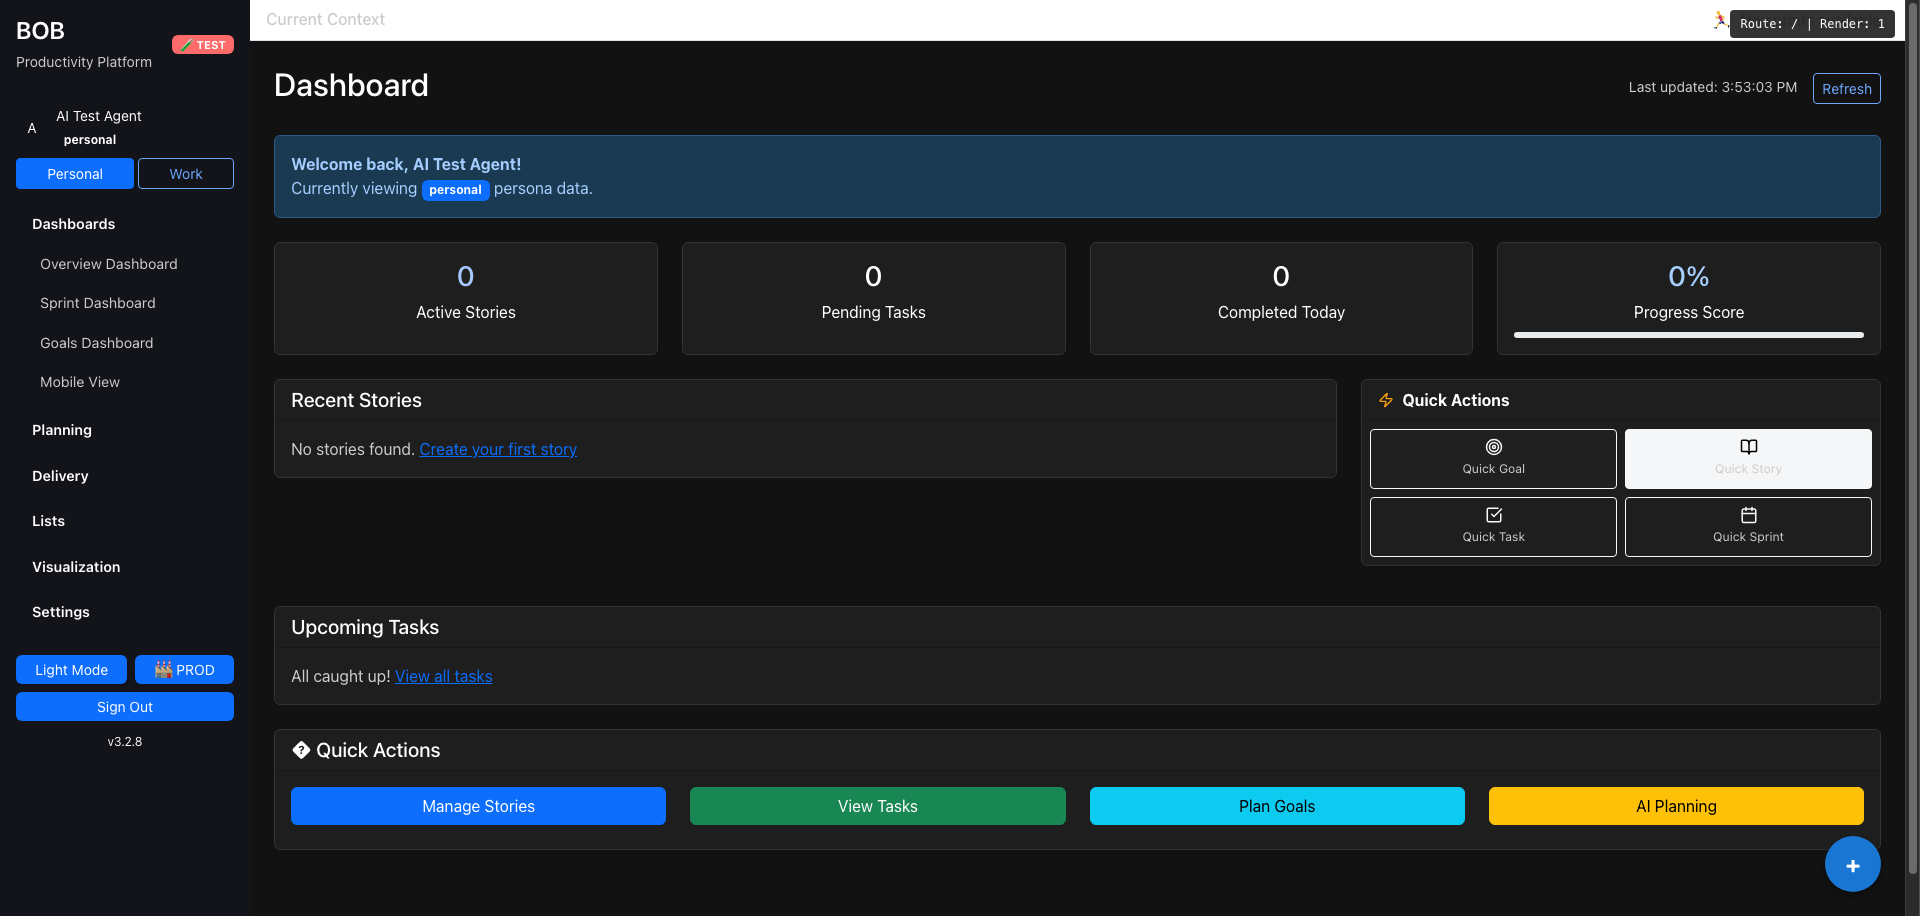 BOB
TEST
Productivity Platform
A
AI Test Agent
personal
Personal
Work
Dashboards
Overview Dashboard
Sprint Dashboard
Goals Dashboard
Mobile View
Planning
Delivery
Lists
Visualization
Settings
Light Mode
PROD
Sign Out
v3.2.8
Current Context
Route: / | Render: 1
Dashboard
Last updated: 3:53:03 PM
Refresh
Welcome back, AI Test Agent!
Currently viewing personal persona data.
0
Active Stories
0
Pending Tasks
0
Completed Today
0%
Progress Score
Recent Stories
No stories found. Create your first story
Quick Actions
Quick Goal
Quick Story
Quick Task
Quick Sprint
Upcoming Tasks
All caught up! View all tasks
? Quick Actions
Manage Stories
View Tasks
Plan Goals
AI Planning
+